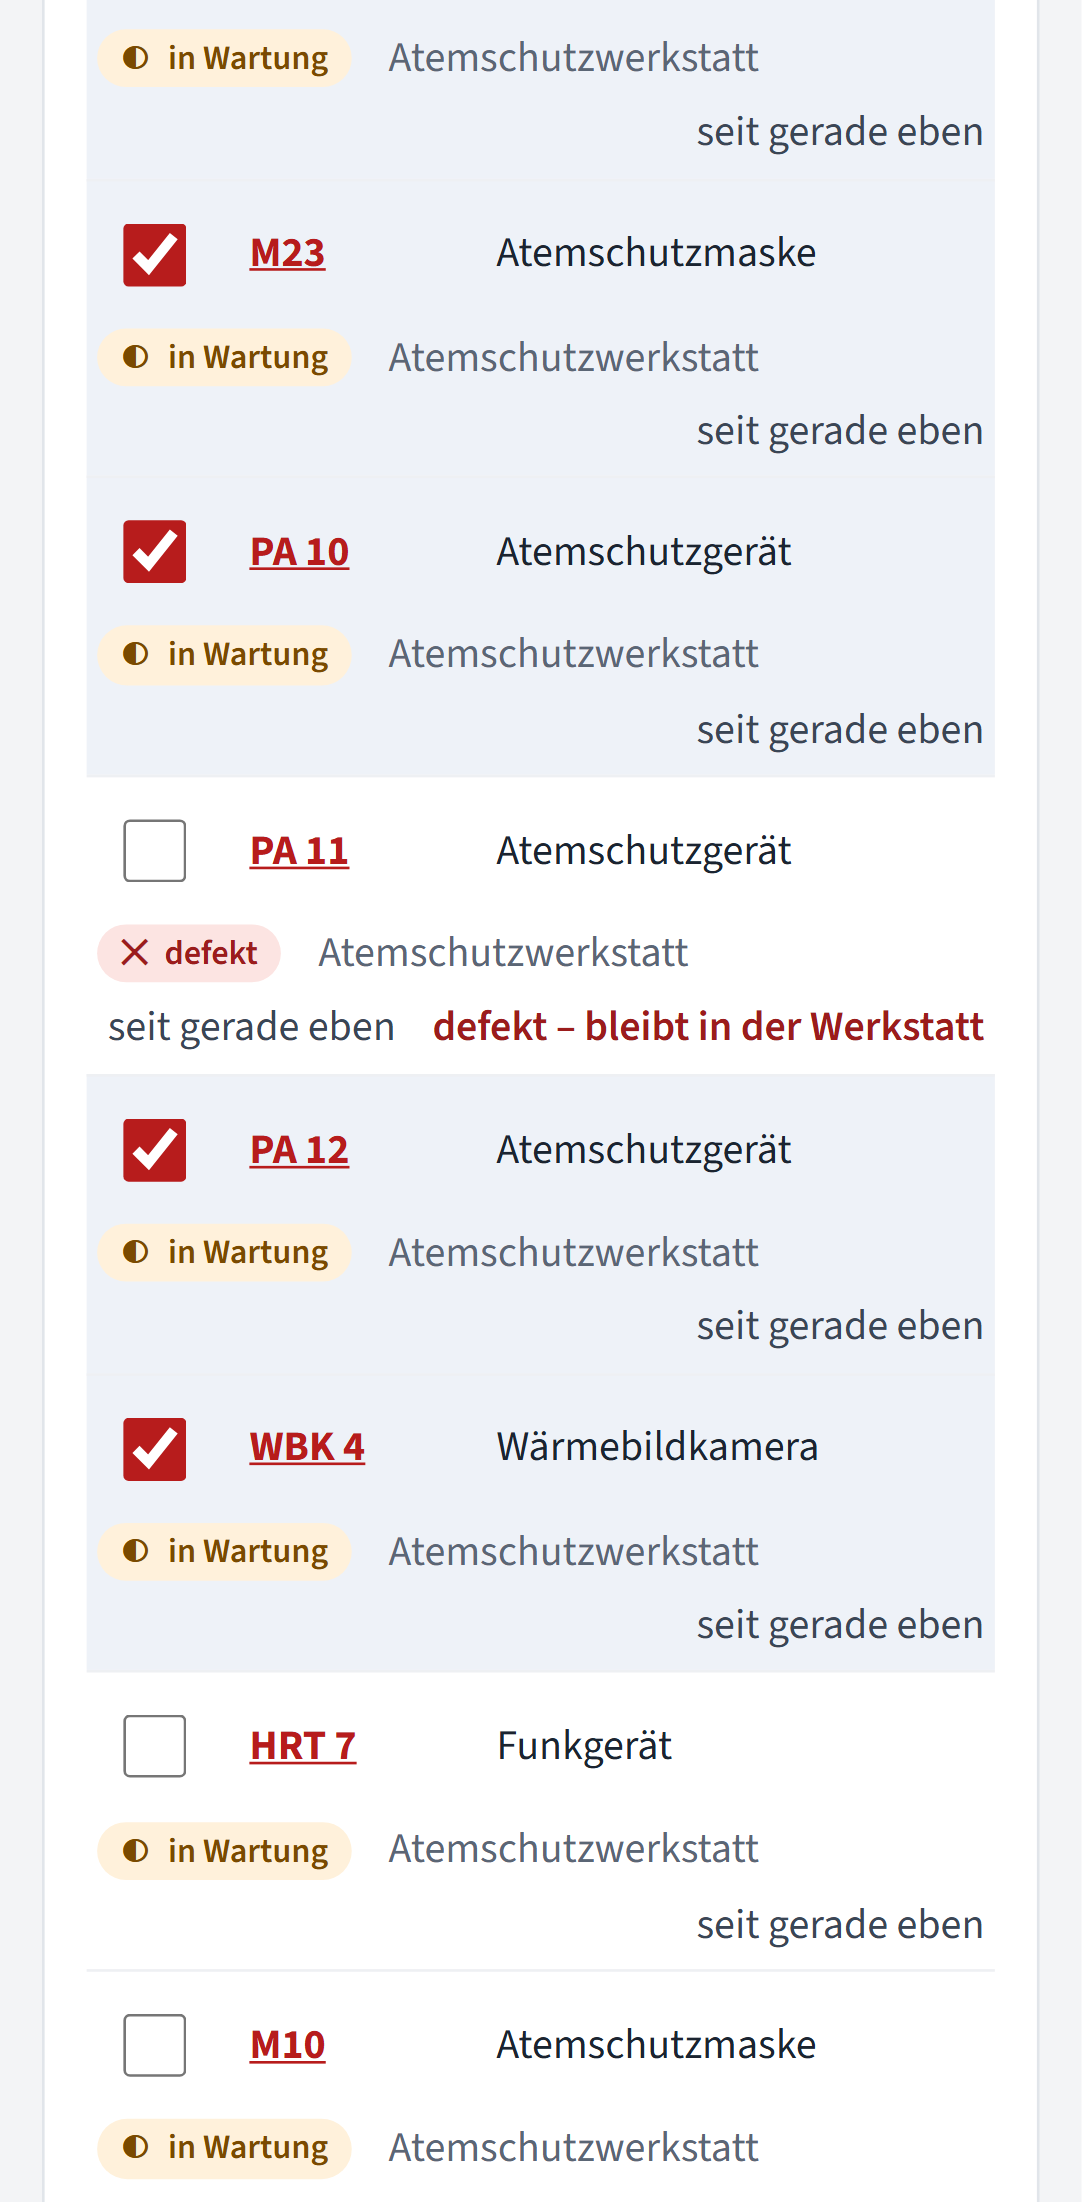 in Wartung Atemschutzwerkstatt
seit gerade eben
M23 Atemschutzmaske
in Wartung Atemschutzwerkstatt
seit gerade eben
PA 10 Atemschutzgerät
in Wartung Atemschutzwerkstatt
seit gerade eben
PA 11 Atemschutzgerät
defekt Atemschutzwerkstatt
seit gerade eben defekt – bleibt in der Werkstatt
PA 12 Atemschutzgerät
in Wartung Atemschutzwerkstatt
seit gerade eben
WBK 4 Wärmebildkamera
in Wartung Atemschutzwerkstatt
seit gerade eben
HRT 7 Funkgerät
in Wartung Atemschutzwerkstatt
seit gerade eben
M10 Atemschutzmaske
in Wartung Atemschutzwerkstatt